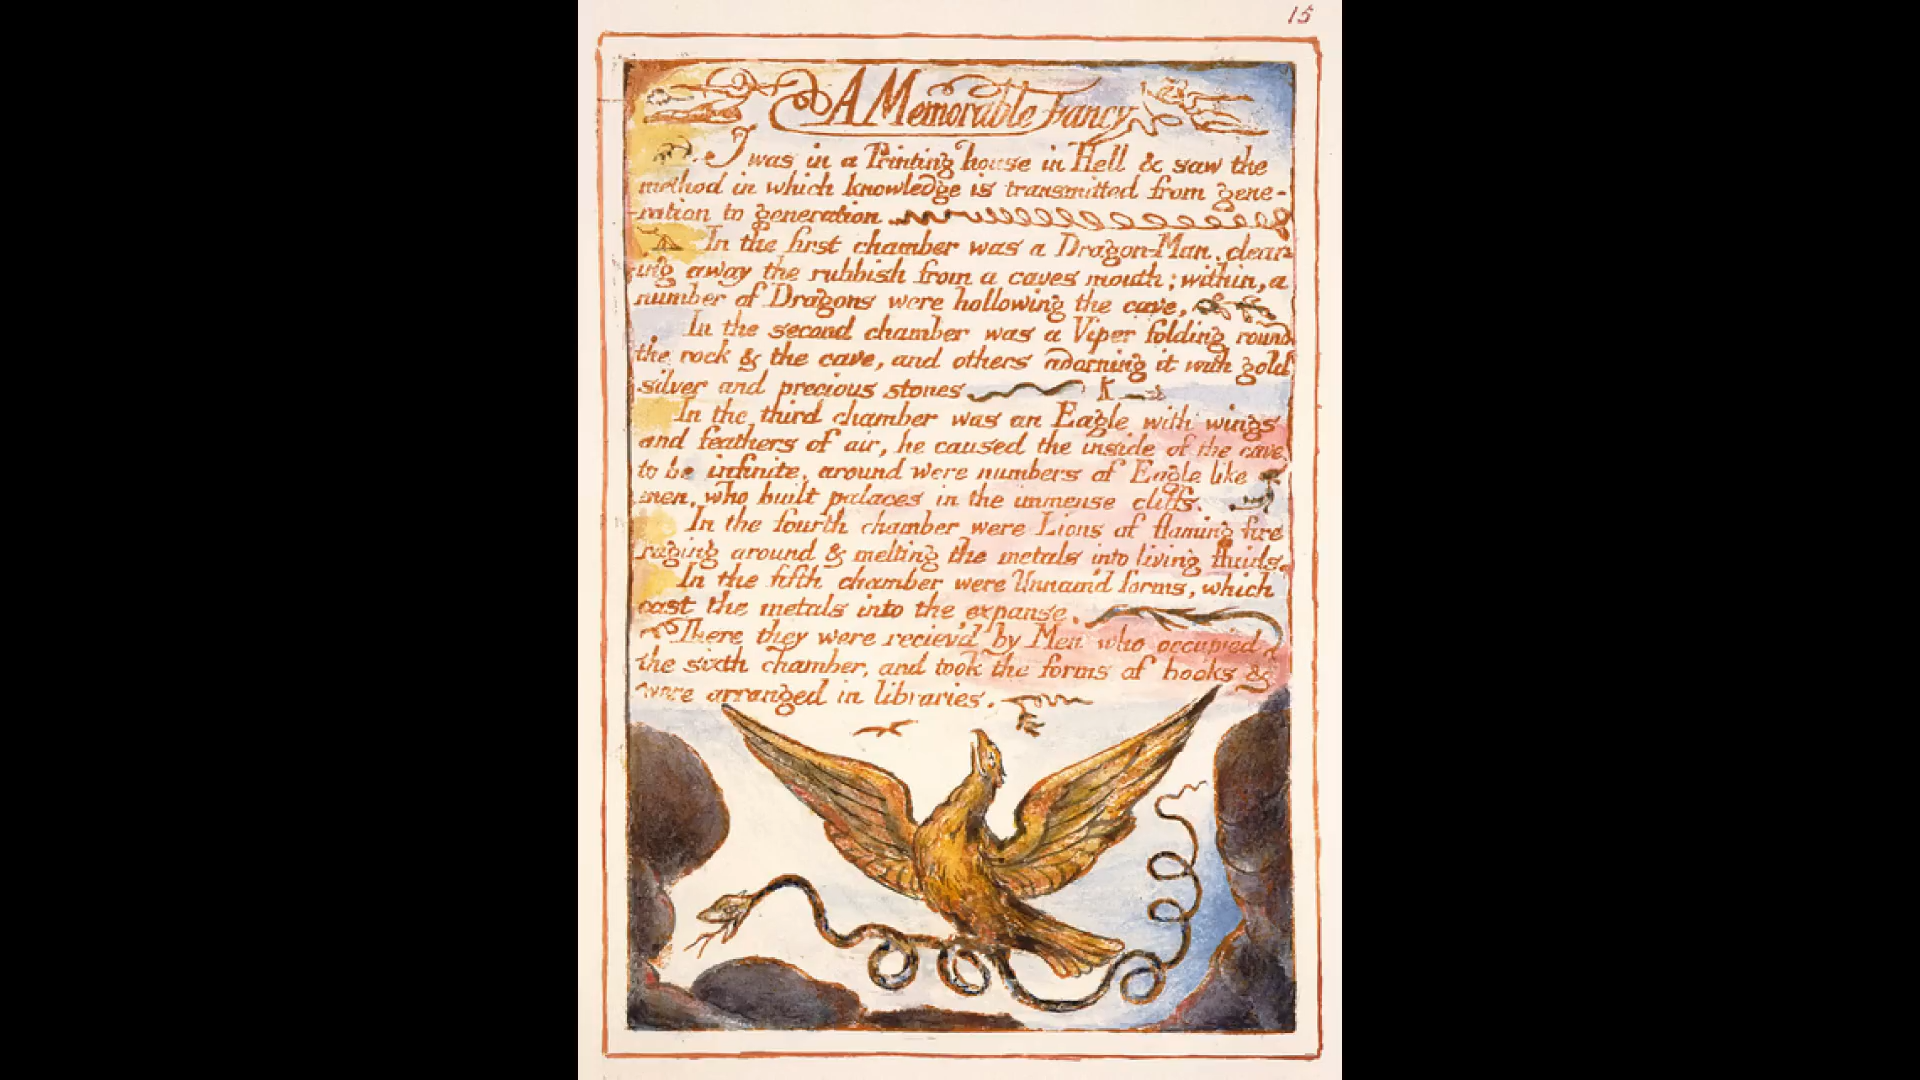 15
A Memorable Fancy
I was in a Printing house in Hell & saw the
method in which knowledge is transmitted from gene-
-ration to generation
In the first chamber was a Dragon-Man, clear-
ing away the rubbish from a caves mouth; within, a
number of Dragons were hollowing the cave,
In the second chamber was a Viper folding round
the rock & the cave, and others adorning it with gold
silver and precious stones
In the third chamber was an Eagle with wings
and feathers of air, he caused the inside of the cave
to be infinite, around were numbers of Eagle like
men, who built palaces in the immense cliffs.
In the fourth chamber were Lions of flaming fire
raging around & melting the metals into living fluids.
In the fifth chamber were Unnam'd forms, which
cast the metals into the expanse.
There they were reciev'd by Men who occupied
the sixth chamber, and took the forms of books &
were arranged in libraries.